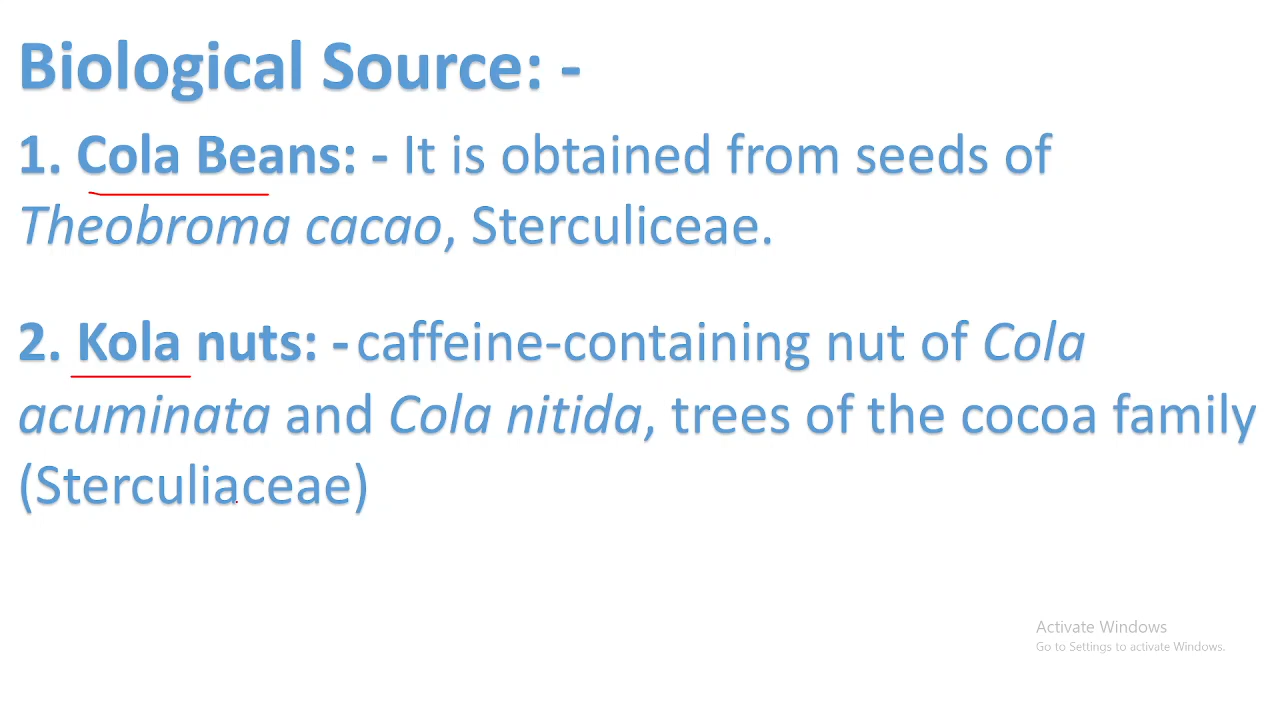 Biological Source: -
1. Cola Beans: - It is obtained from seeds of
Theobroma cacao, Sterculiceae.
2. Kola nuts: - caffeine-containing nut of Cola
acuminata and Cola nitida, trees of the cocoa family
(Sterculiaceae)
Activate Windows
Go to Settings to activate Windows.